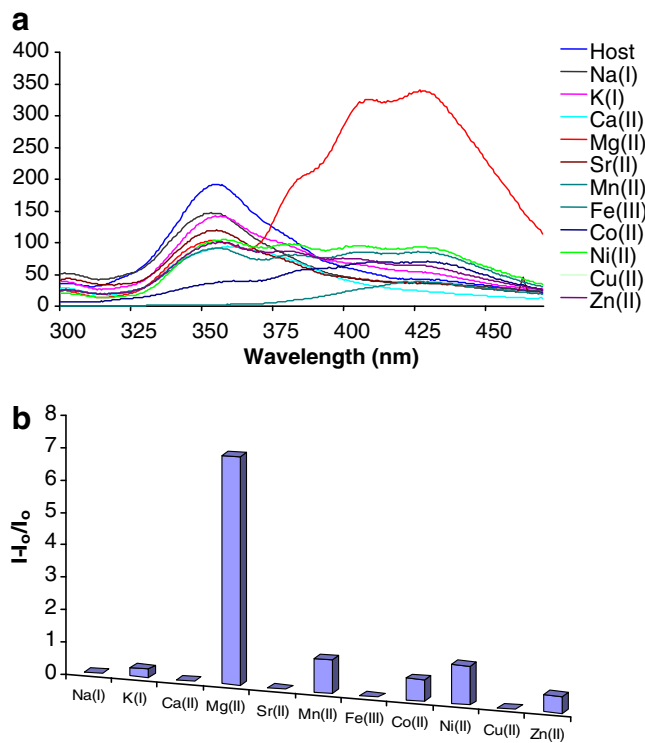 a
400
350
300
250
200
150
100
50
0
300 325 350 375 400 425 450
Wavelength (nm)
Host
Na(I)
K(I)
Ca(II)
Mg(II)
Sr(II)
Mn(II)
Fe(III)
Co(II)
Ni(II)
Cu(II)
Zn(II)
b
8
7
6
5
4
3
2
1
0
I-Iₒ/Iₒ
Na(I) K(I) Ca(II) Mg(II) Sr(II) Mn(II) Fe(III) Co(II) Ni(II) Cu(II) Zn(II)